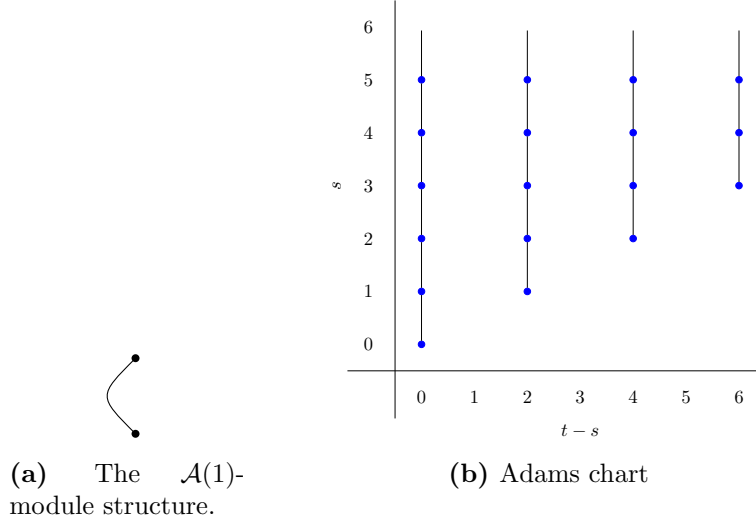 6
5
4
3
2
1
0
s
0 1 2 3 4 5 6
t − s
(a) The 𝒜(1)-
module structure.
(b) Adams chart